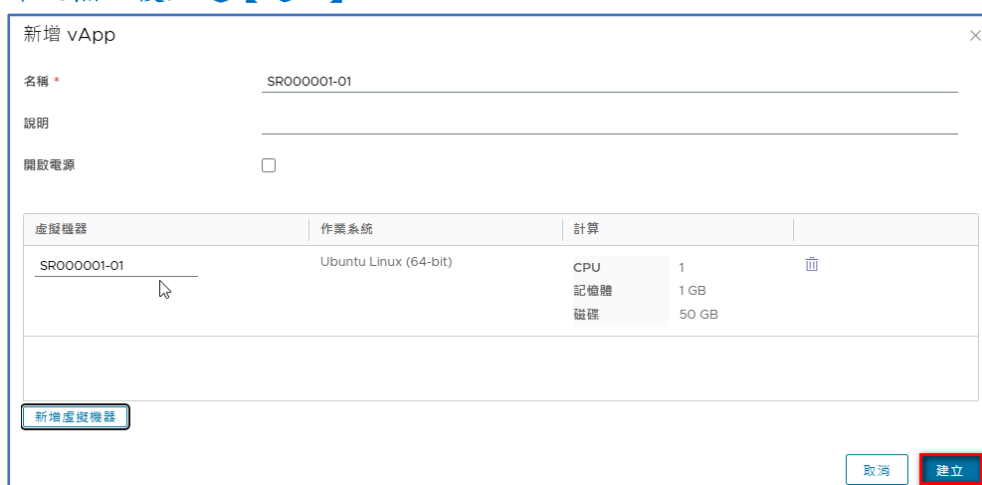 新增 vApp
名稱 *
SR000001-01
說明
開啟電源
虛擬機器 作業系統 計算
SR000001-01 Ubuntu Linux (64-bit) CPU 1
記憶體 1 GB
磁碟 50 GB
新增虛擬機器
取消 建立